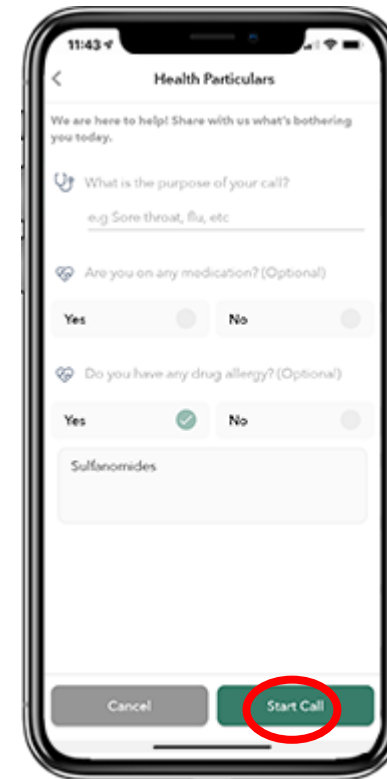 11:43
Health Particulars
We are here to help! Share with us what's bothering
you today.
What is the purpose of your call?
e.g Sore throat, flu, etc
Are you on any medication? (Optional)
Yes No
Do you have any drug allergy? (Optional)
Yes No
Sulfanomides
Cancel Start Call